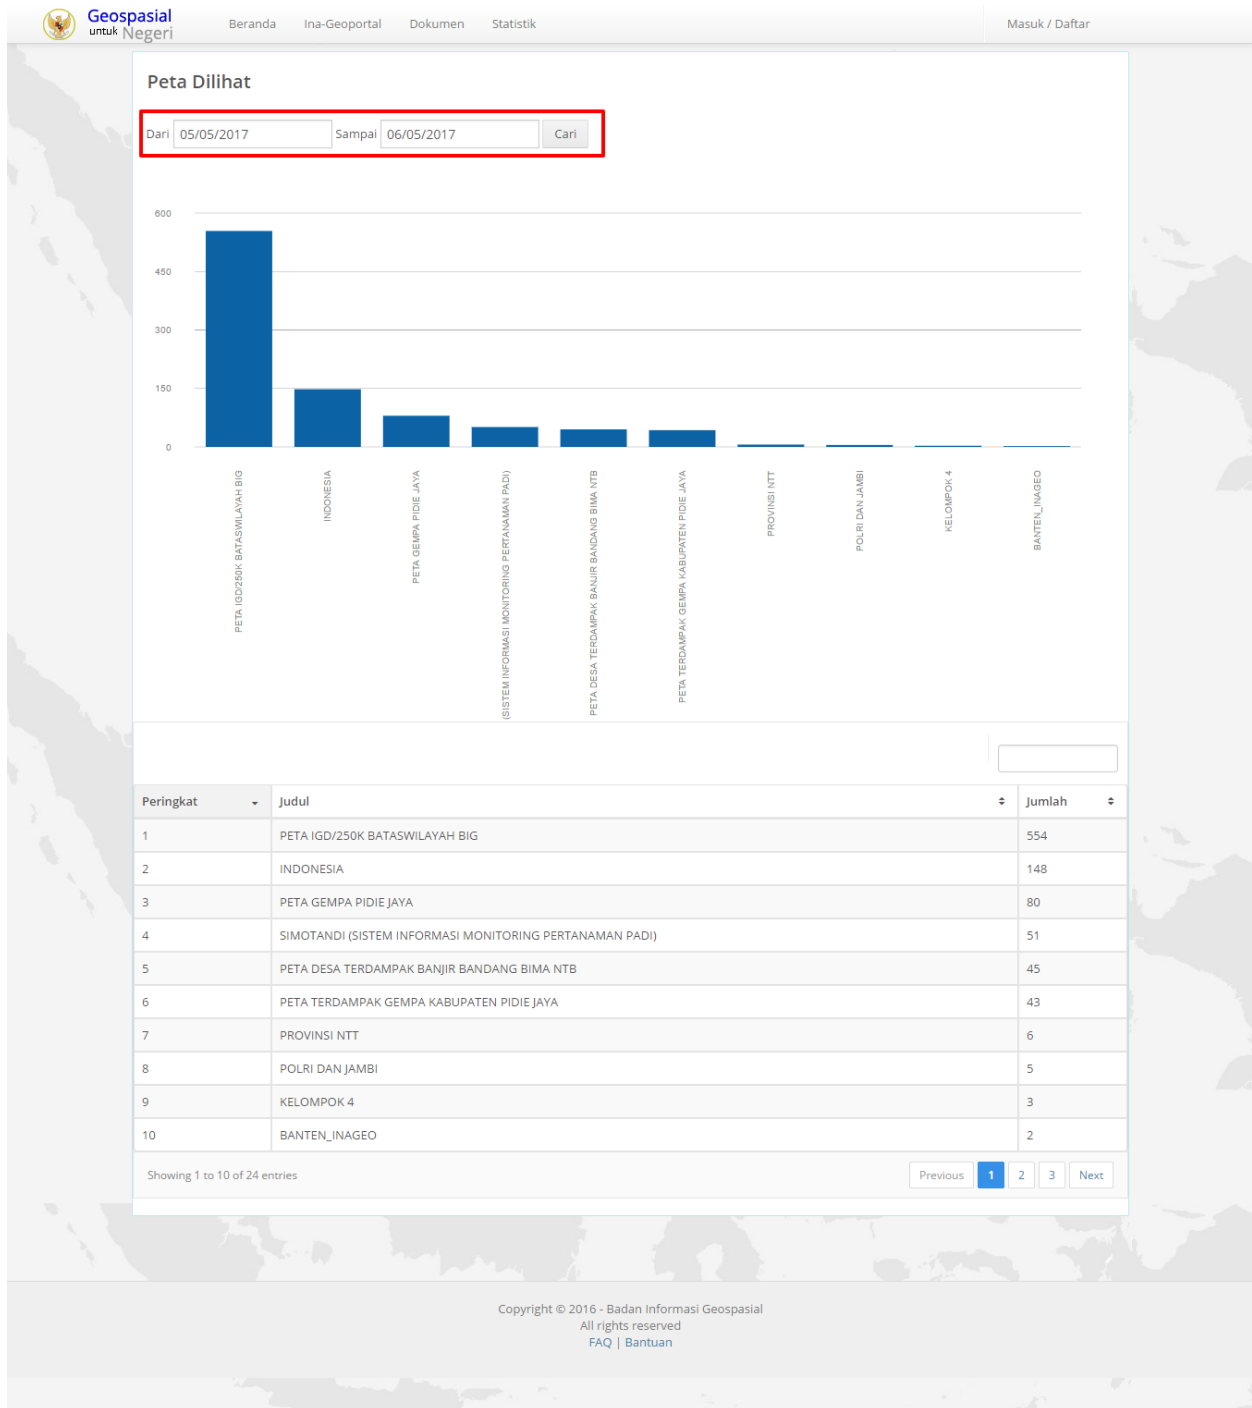 Geospasial
untuk Negeri
Beranda Ina-Geoportal Dokumen Statistik Masuk / Daftar
Peta Dilihat
Dari 05/05/2017 Sampai 06/05/2017 Cari
600
450
300
150
0
PETA IGD/250K BATASWILAYAH BIG
INDONESIA
PETA GEMPA PIDIE JAYA
(SISTEM INFORMASI MONITORING PERTANAMAN PADI)
PETA DESA TERDAMPAK BANJIR BANDANG BIMA NTB
PETA TERDAMPAK GEMPA KABUPATEN PIDIE JAYA
PROVINSI NTT
POLRI DAN JAMBI
KELOMPOK 4
BANTEN_INAGEO
Peringkat Judul Jumlah
1 PETA IGD/250K BATASWILAYAH BIG 554
2 INDONESIA 148
3 PETA GEMPA PIDIE JAYA 80
4 SIMOTANDI (SISTEM INFORMASI MONITORING PERTANAMAN PADI) 51
5 PETA DESA TERDAMPAK BANJIR BANDANG BIMA NTB 45
6 PETA TERDAMPAK GEMPA KABUPATEN PIDIE JAYA 43
7 PROVINSI NTT 6
8 POLRI DAN JAMBI 5
9 KELOMPOK 4 3
10 BANTEN_INAGEO 2
Showing 1 to 10 of 24 entries Previous 1 2 3 Next
Copyright © 2016 - Badan Informasi Geospasial
All rights reserved
FAQ | Bantuan